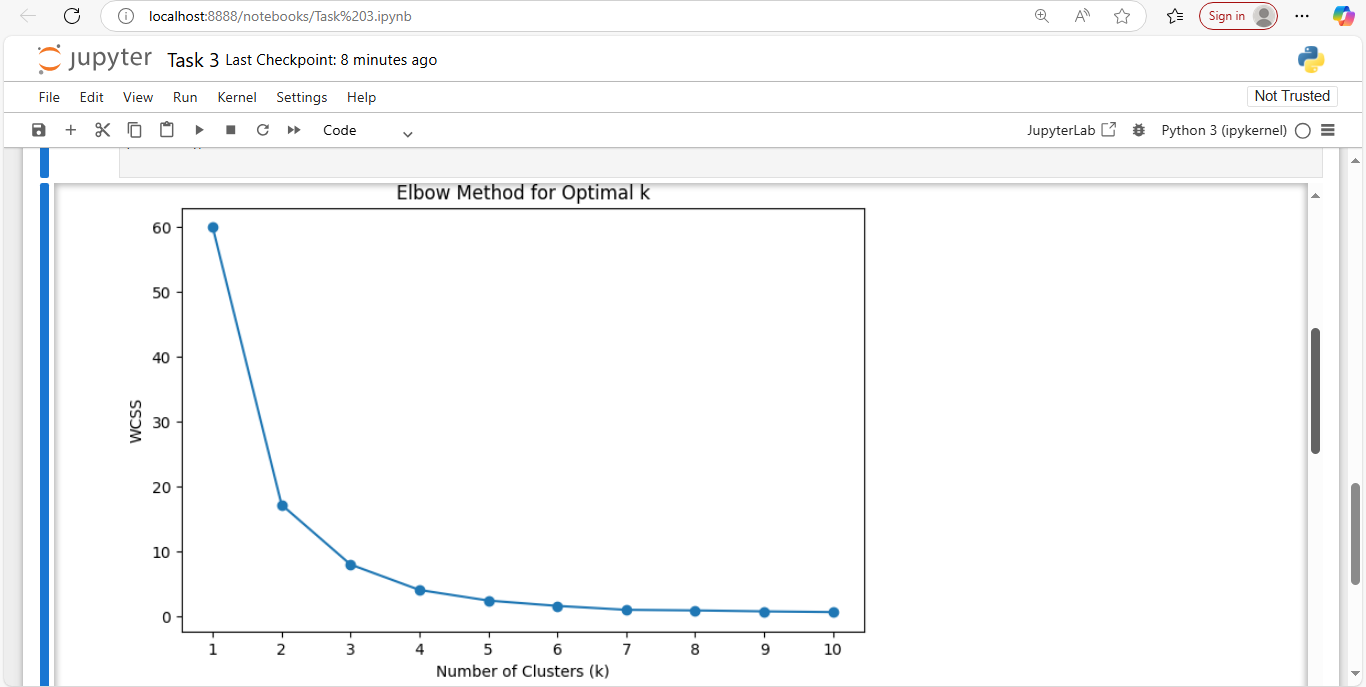 localhost:8888/notebooks/Task%203.ipynb
Sign in
jupyter Task 3 Last Checkpoint: 8 minutes ago
File Edit View Run Kernel Settings Help
Not Trusted
Code
JupyterLab
Python 3 (ipykernel)
Elbow Method for Optimal k
60
50
40
30
20
10
0
WCSS
1 2 3 4 5 6 7 8 9 10
Number of Clusters (k)